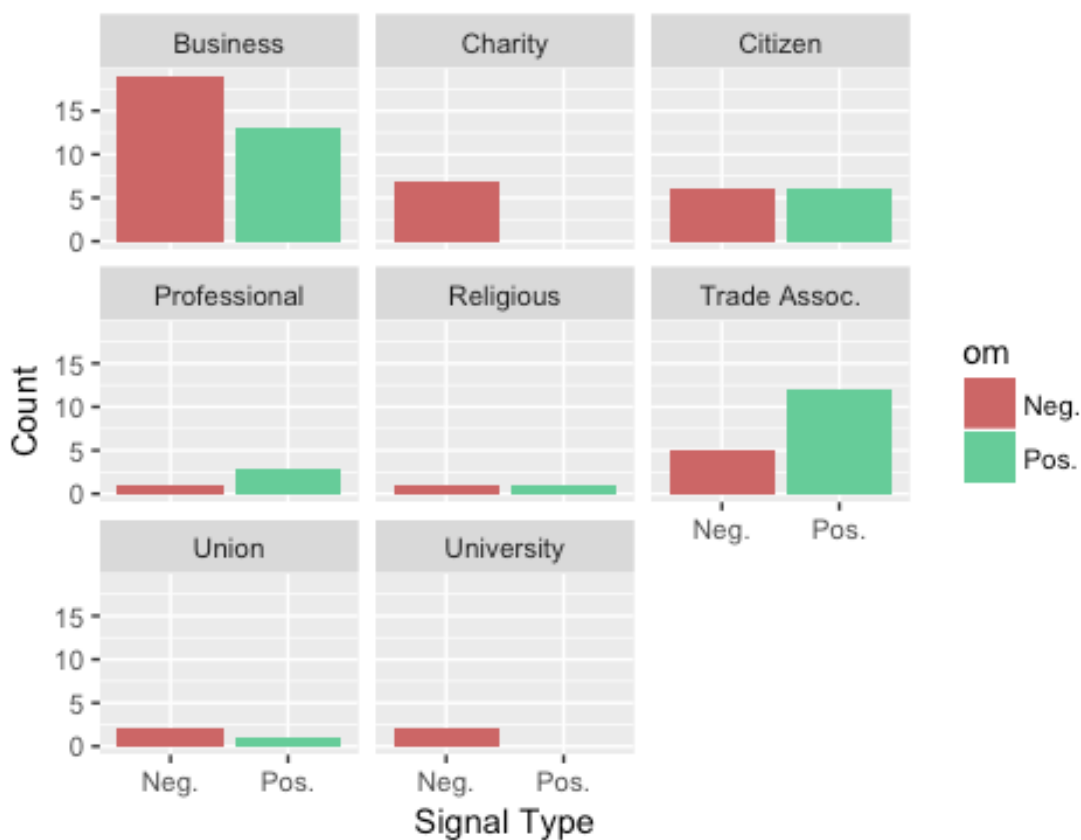 Business Charity Citizen
15
10
5
0
Professional Religious Trade Assoc.
15
10
5
0
Neg. Pos.
Union University
15
10
5
0
Neg. Pos. Neg. Pos.
Signal Type
Count
om
Neg.
Pos.